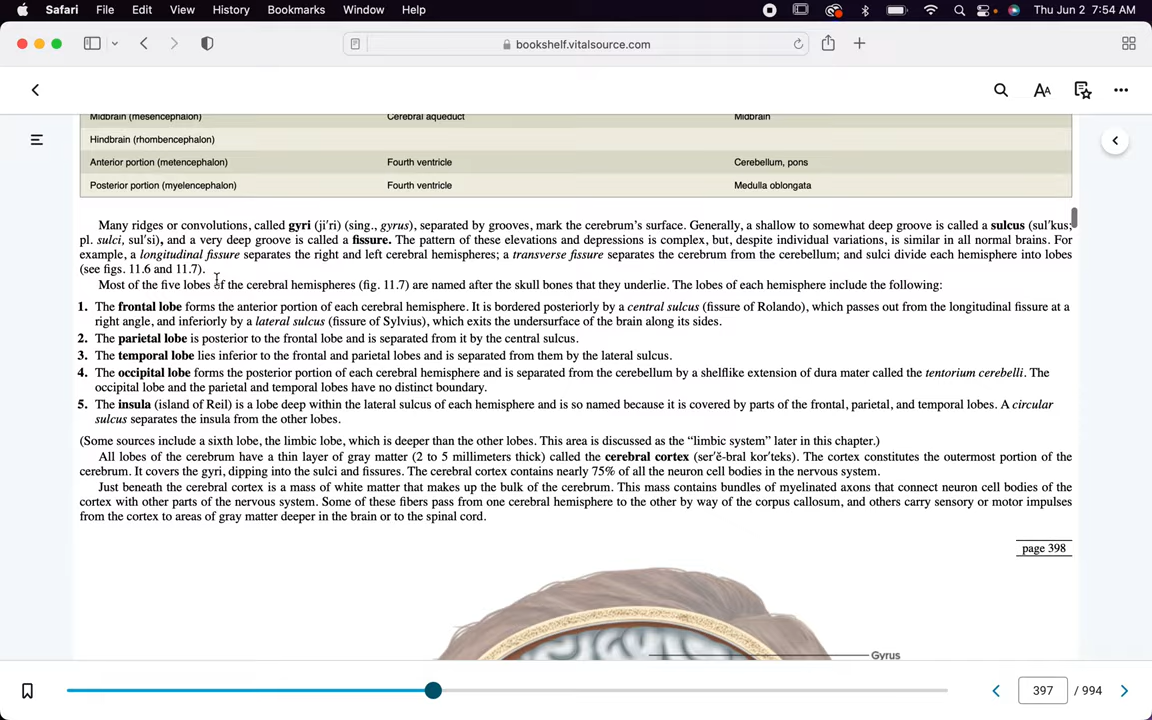 Safari File Edit View History Bookmarks Window Help Thu Jun 2 7:54 AM
bookshelf.vitalsource.com
AA
Midbrain (mesencephalon) Cerebral aqueduct Midbrain
Hindbrain (rhombencephalon)
Anterior portion (metencephalon) Fourth ventricle Cerebellum, pons
Posterior portion (myelencephalon) Fourth ventricle Medulla oblongata
Many ridges or convolutions, called gyri (ji′ri) (sing., gyrus), separated by grooves, mark the cerebrum's surface. Generally, a shallow to somewhat deep groove is called a sulcus (sul′kus;
pl. sulci, sul′si), and a very deep groove is called a fissure. The pattern of these elevations and depressions is complex, but, despite individual variations, is similar in all normal brains. For
example, a longitudinal fissure separates the right and left cerebral hemispheres; a transverse fissure separates the cerebrum from the cerebellum; and sulci divide each hemisphere into lobes
(see figs. 11.6 and 11.7).
Most of the five lobes of the cerebral hemispheres (fig. 11.7) are named after the skull bones that they underlie. The lobes of each hemisphere include the following:
1. The frontal lobe forms the anterior portion of each cerebral hemisphere. It is bordered posteriorly by a central sulcus (fissure of Rolando), which passes out from the longitudinal fissure at a
right angle, and inferiorly by a lateral sulcus (fissure of Sylvius), which exits the undersurface of the brain along its sides.
2. The parietal lobe is posterior to the frontal lobe and is separated from it by the central sulcus.
3. The temporal lobe lies inferior to the frontal and parietal lobes and is separated from them by the lateral sulcus.
4. The occipital lobe forms the posterior portion of each cerebral hemisphere and is separated from the cerebellum by a shelflike extension of dura mater called the tentorium cerebelli. The
occipital lobe and the parietal and temporal lobes have no distinct boundary.
5. The insula (island of Reil) is a lobe deep within the lateral sulcus of each hemisphere and is so named because it is covered by parts of the frontal, parietal, and temporal lobes. A circular
sulcus separates the insula from the other lobes.
(Some sources include a sixth lobe, the limbic lobe, which is deeper than the other lobes. This area is discussed as the “limbic system” later in this chapter.)
All lobes of the cerebrum have a thin layer of gray matter (2 to 5 millimeters thick) called the cerebral cortex (ser′ĕ-bral kor′teks). The cortex constitutes the outermost portion of the
cerebrum. It covers the gyri, dipping into the sulci and fissures. The cerebral cortex contains nearly 75% of all the neuron cell bodies in the nervous system.
Just beneath the cerebral cortex is a mass of white matter that makes up the bulk of the cerebrum. This mass contains bundles of myelinated axons that connect neuron cell bodies of the
cortex with other parts of the nervous system. Some of these fibers pass from one cerebral hemisphere to the other by way of the corpus callosum, and others carry sensory or motor impulses
from the cortex to areas of gray matter deeper in the brain or to the spinal cord.
page 398
Gyrus
397 / 994